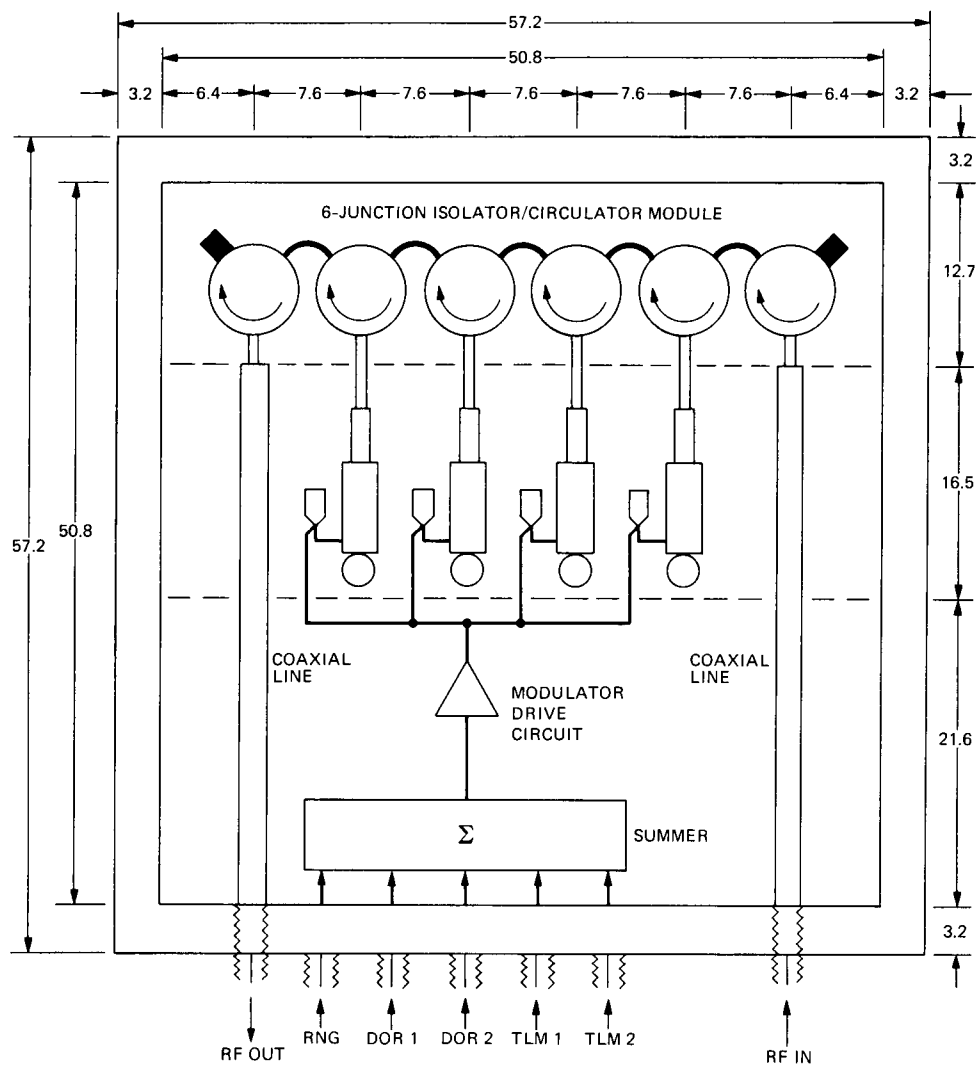 57.2
50.8
3.2 6.4 7.6 7.6 7.6 7.6 7.6 6.4 3.2
3.2
6-JUNCTION ISOLATOR/CIRCULATOR MODULE
12.7
16.5
57.2
50.8
COAXIAL
LINE
COAXIAL
LINE
MODULATOR
DRIVE
CIRCUIT
21.6
Σ
SUMMER
3.2
RF OUT
RNG
DOR 1
DOR 2
TLM 1
TLM 2
RF IN